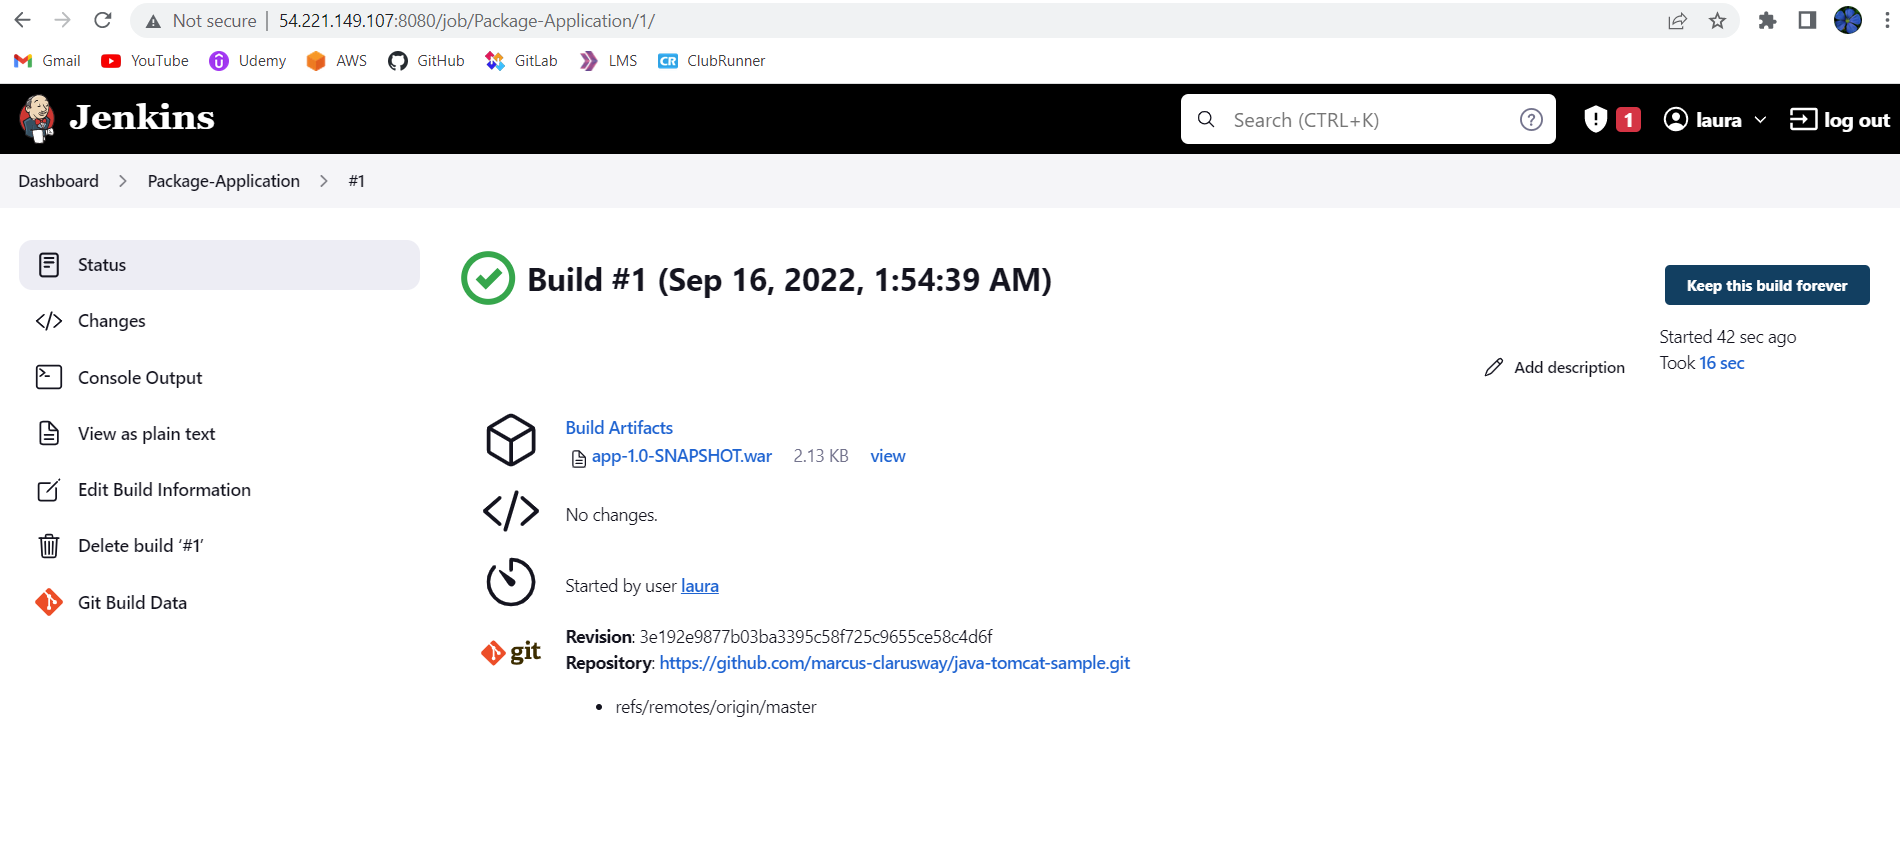 Not secure | 54.221.149.107:8080/job/Package-Application/1/
Gmail YouTube Udemy AWS GitHub GitLab LMS CR ClubRunner
Jenkins Search (CTRL+K) ? 1 laura log out
Dashboard > Package-Application > #1
Status
Changes
Console Output
View as plain text
Edit Build Information
Delete build ‘#1’
Git Build Data
Build #1 (Sep 16, 2022, 1:54:39 AM)
Keep this build forever
Started 42 sec ago
Took 16 sec
Add description
Build Artifacts
app-1.0-SNAPSHOT.war 2.13 KB view
No changes.
Started by user laura
git
Revision: 3e192e9877b03ba3395c58f725c9655ce58c4d6f
Repository: https://github.com/marcus-clarusway/java-tomcat-sample.git
• refs/remotes/origin/master